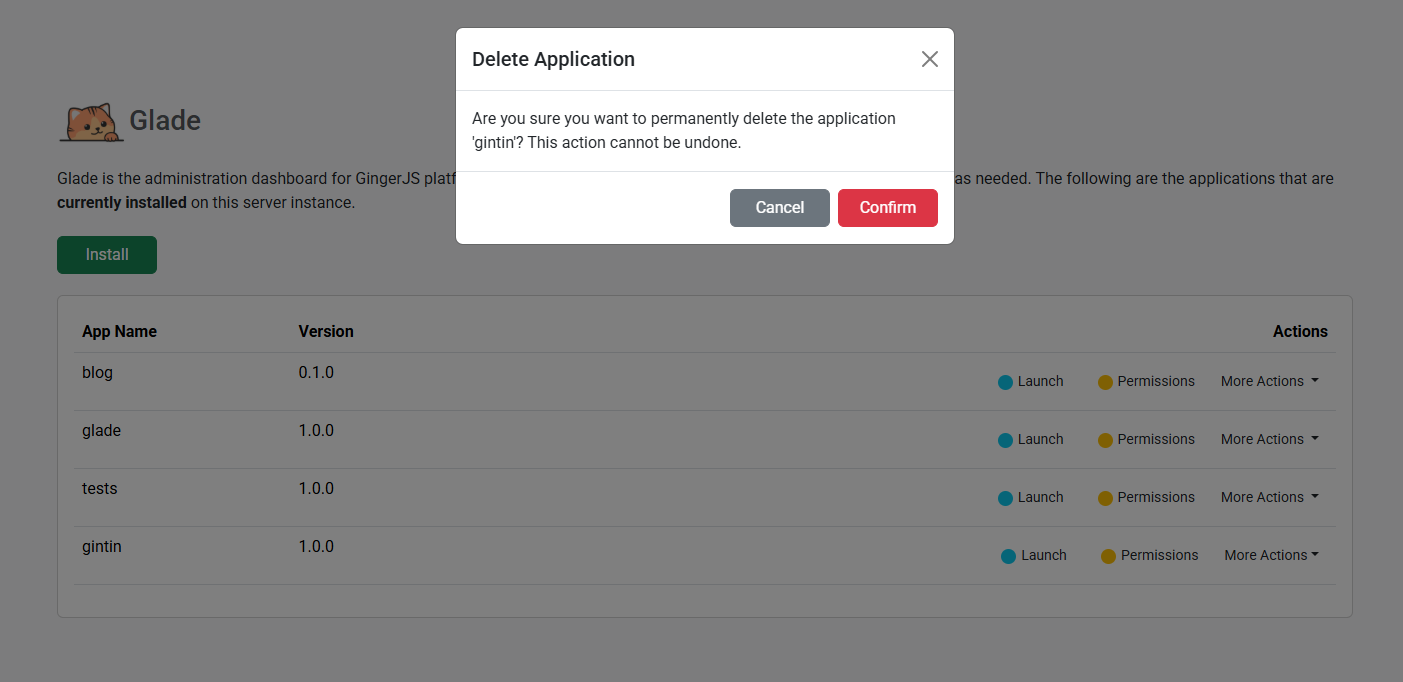 Delete Application
Are you sure you want to permanently delete the application
'gintin'? This action cannot be undone.
Cancel Confirm
Glade
Glade is the administration dashboard for GingerJS platf as needed. The following are the applications that are
currently installed on this server instance.
Install
App Name Version Actions
blog 0.1.0 Launch Permissions More Actions
glade 1.0.0 Launch Permissions More Actions
tests 1.0.0 Launch Permissions More Actions
gintin 1.0.0 Launch Permissions More Actions